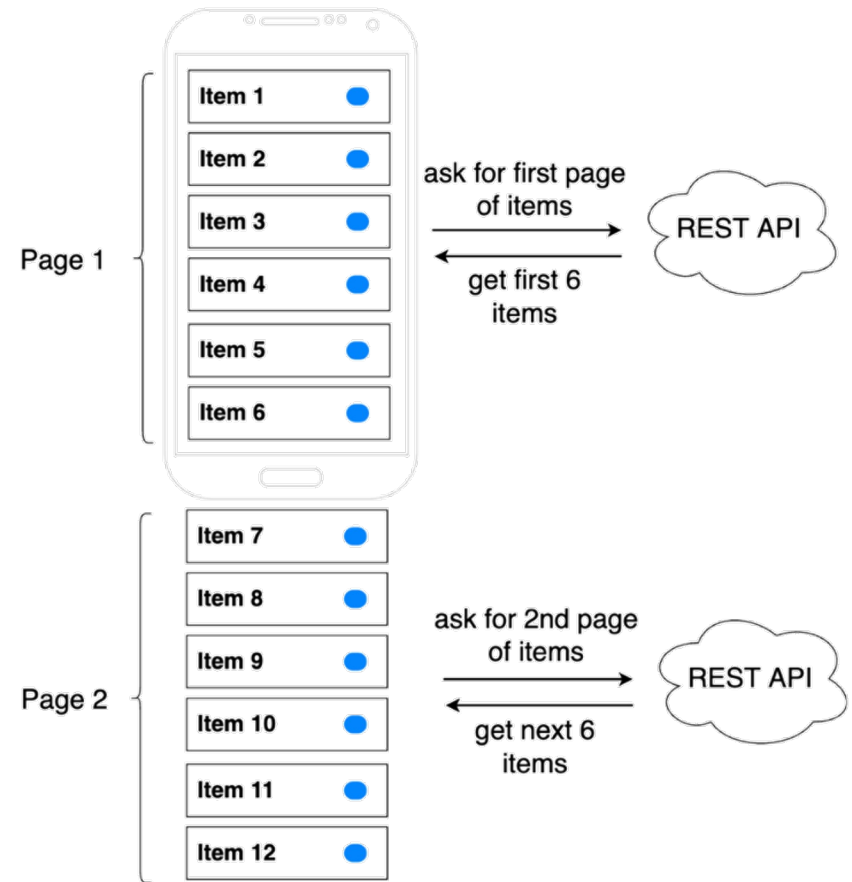 Item 1
Item 2
Item 3
Item 4
Item 5
Item 6
Page 1
ask for first page
of items
get first 6
items
REST API
Item 7
Item 8
Item 9
Item 10
Item 11
Item 12
Page 2
ask for 2nd page
of items
get next 6
items
REST API